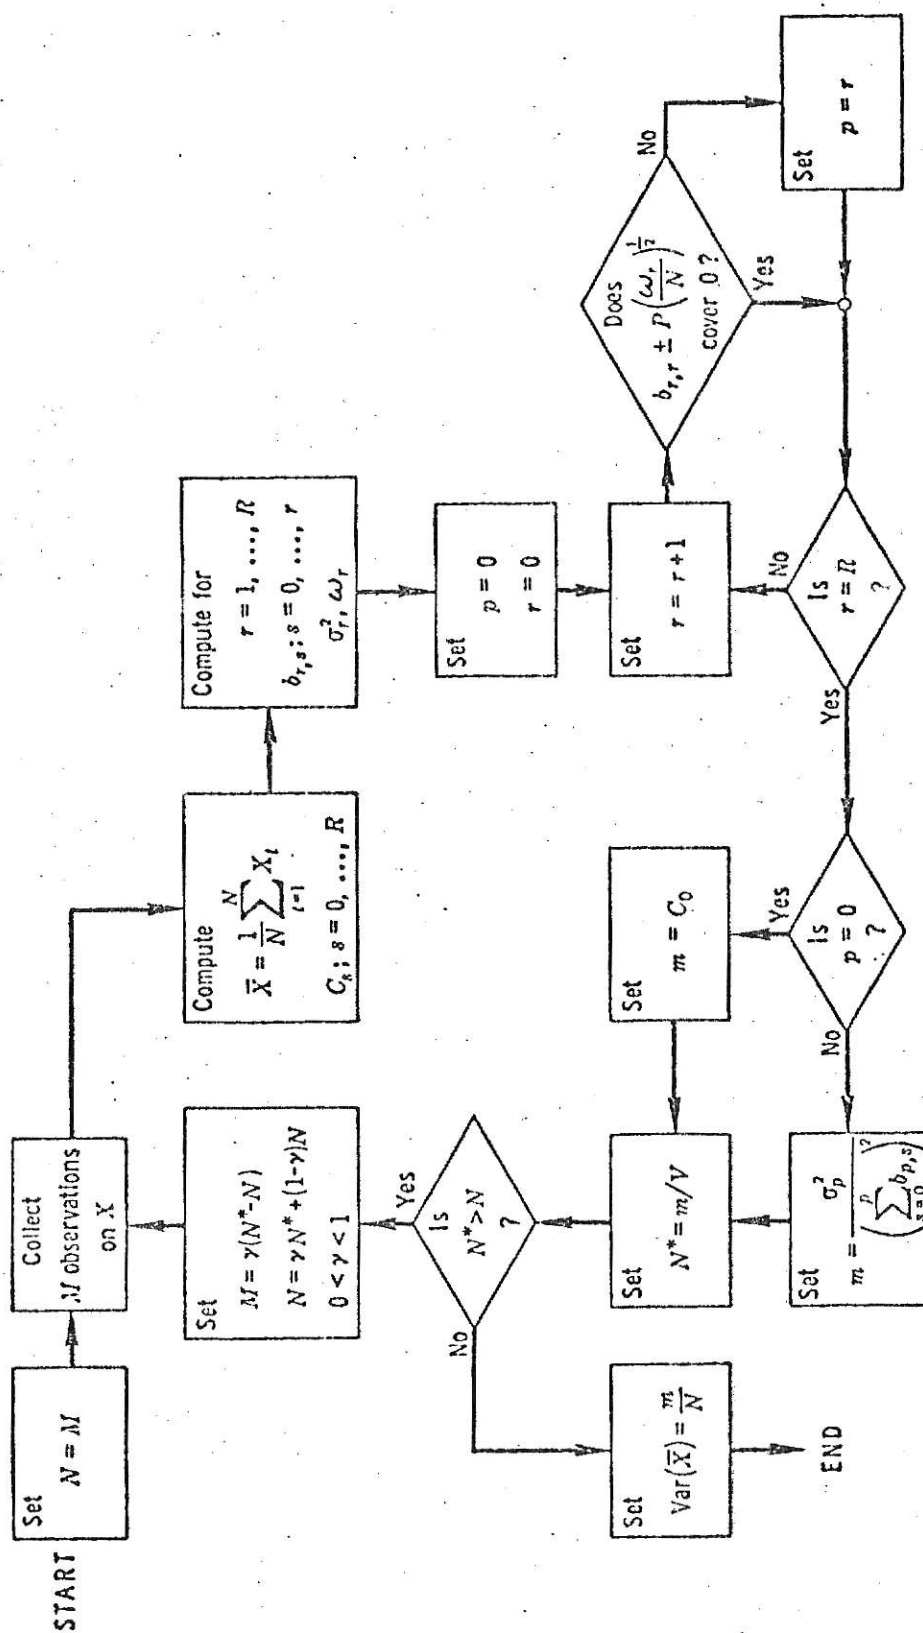 START
Set
N = M
Collect
M observations
on X
Compute
X̄ = 1/N ∑_{t=1}^{N} X_t
C_s; s = 0, ..., R
Compute for
r = 1, ..., R
b_{r,s}; s = 0, ..., r
σ_r^2, ω_r
Set
p = 0
r = 0
Set
r = r + 1
Does
b_{r,r} ± P(ω_r/N)^{1/2}
cover 0 ?
No
Yes
Set
p = r
Is
r = R
?
No
Yes
Is
p = 0
?
Yes
No
Set
m = C_0
Set
m = σ_p^2 / (∑_{s=0}^{p} b_{p,s})^2
Set
N* = m/V
Is
N* > N
?
Yes
No
Set
M = γ(N* - N)
N = γN* + (1-γ)N
0 < γ < 1
Set
Var(X̄) = m/N
END